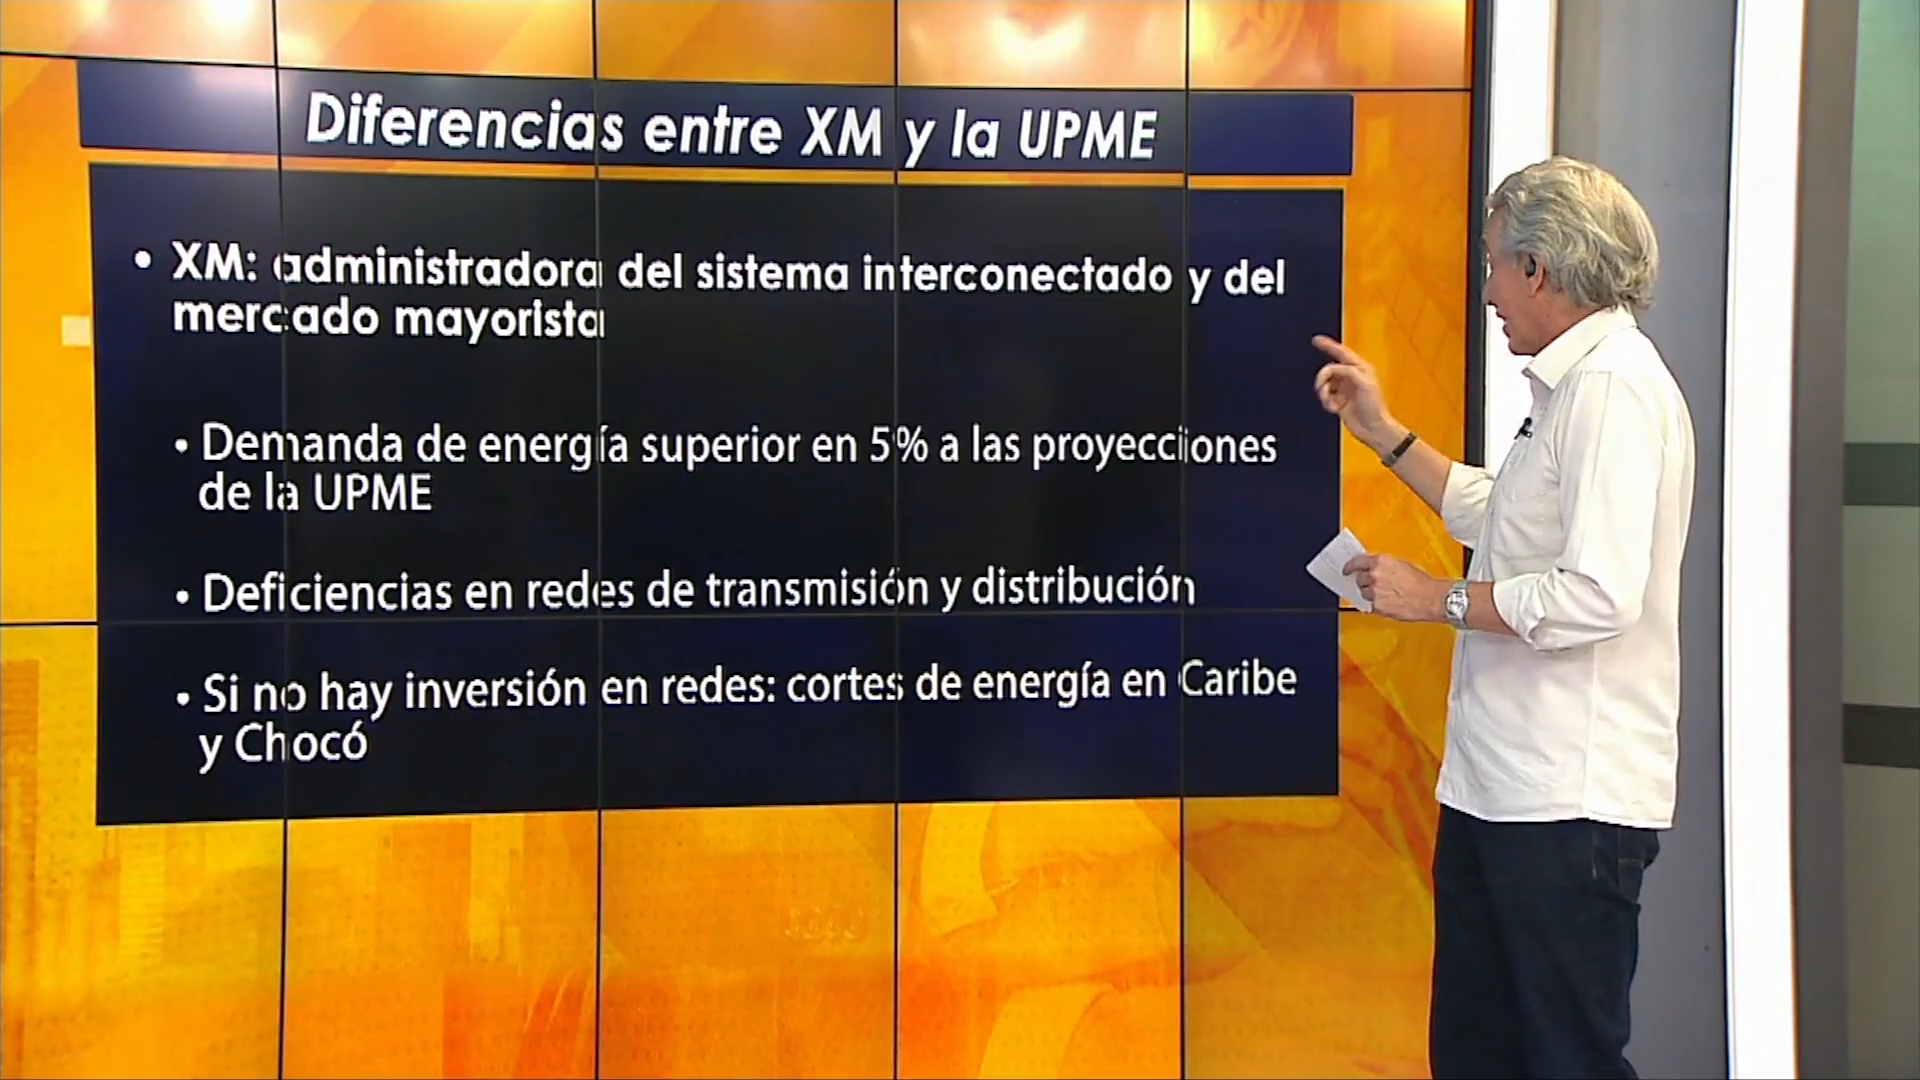 Diferencias entre XM y la UPME
• XM: administradora del sistema interconectado y del
mercado mayorista
• Demanda de energía superior en 5% a las proyecciones
de la UPME
• Deficiencias en redes de transmisión y distribución
• Si no hay inversión en redes: cortes de energía en Caribe
y Chocó